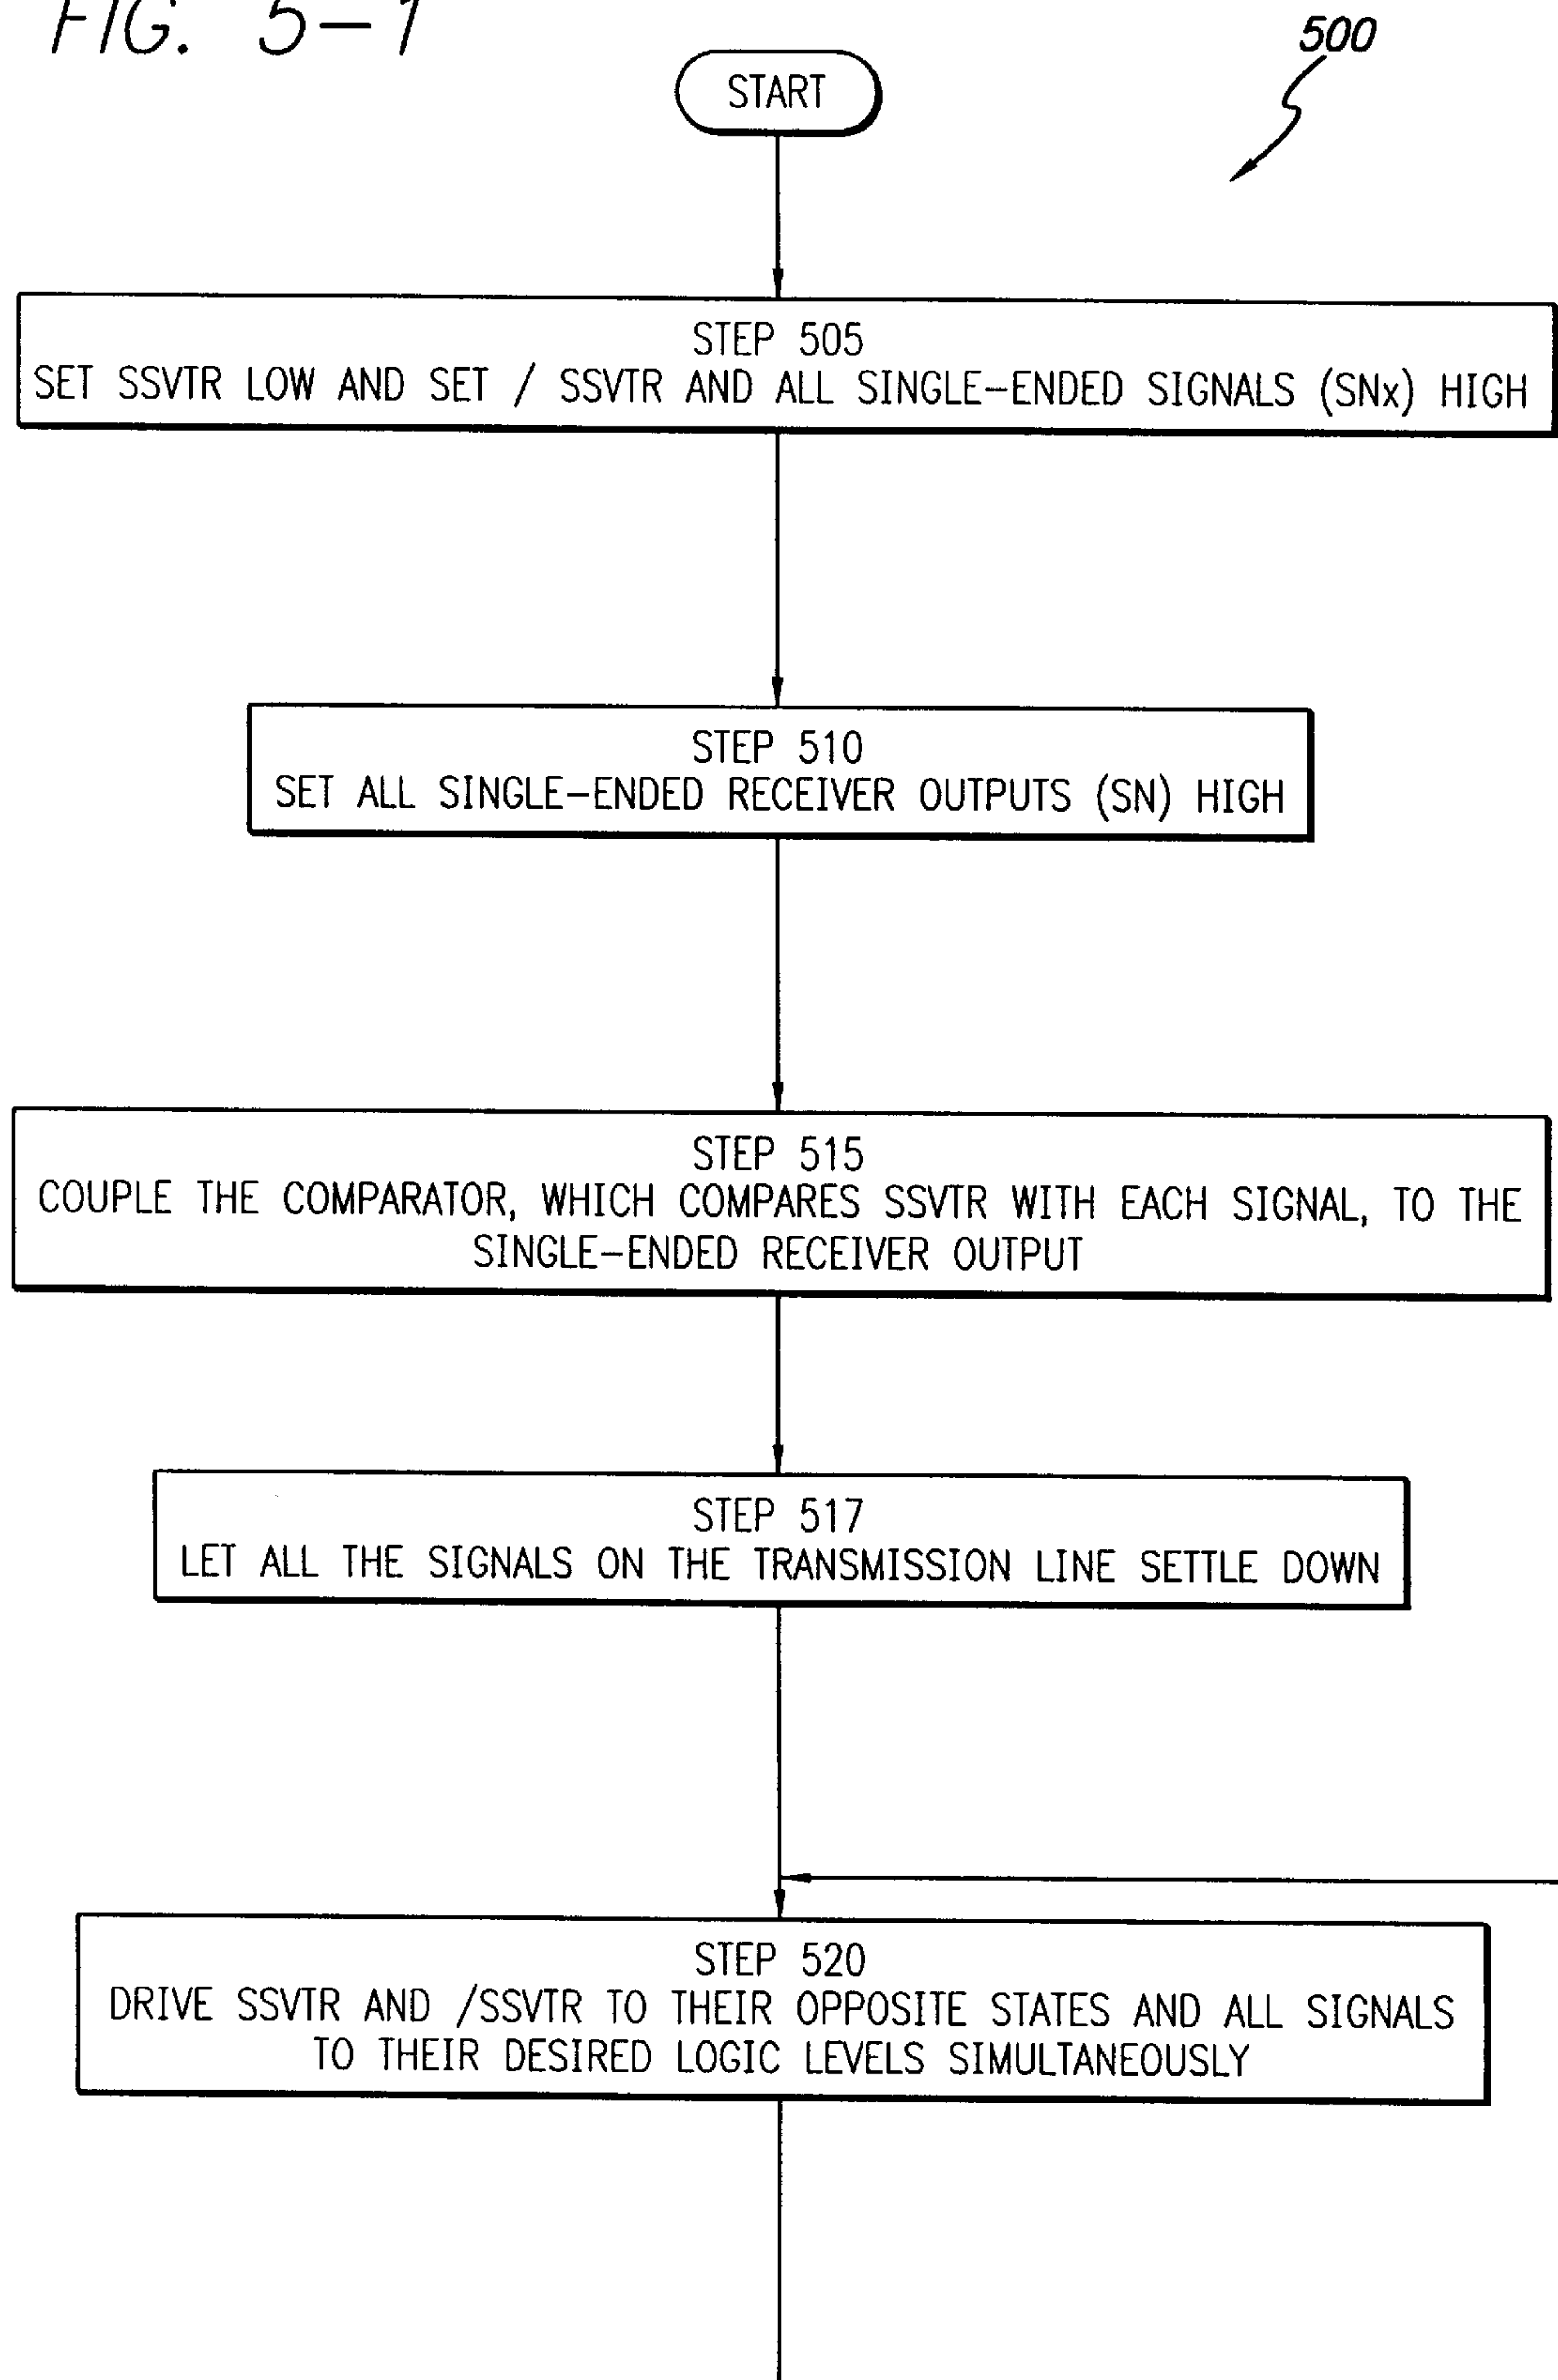 FIG. 5-1
500
START
STEP 505
SET SSVTR LOW AND SET / SSVTR AND ALL SINGLE-ENDED SIGNALS (SNx) HIGH
STEP 510
SET ALL SINGLE-ENDED RECEIVER OUTPUTS (SN) HIGH
STEP 515
COUPLE THE COMPARATOR, WHICH COMPARES SSVTR WITH EACH SIGNAL, TO THE
SINGLE-ENDED RECEIVER OUTPUT
STEP 517
LET ALL THE SIGNALS ON THE TRANSMISSION LINE SETTLE DOWN
STEP 520
DRIVE SSVTR AND /SSVTR TO THEIR OPPOSITE STATES AND ALL SIGNALS
TO THEIR DESIRED LOGIC LEVELS SIMULTANEOUSLY